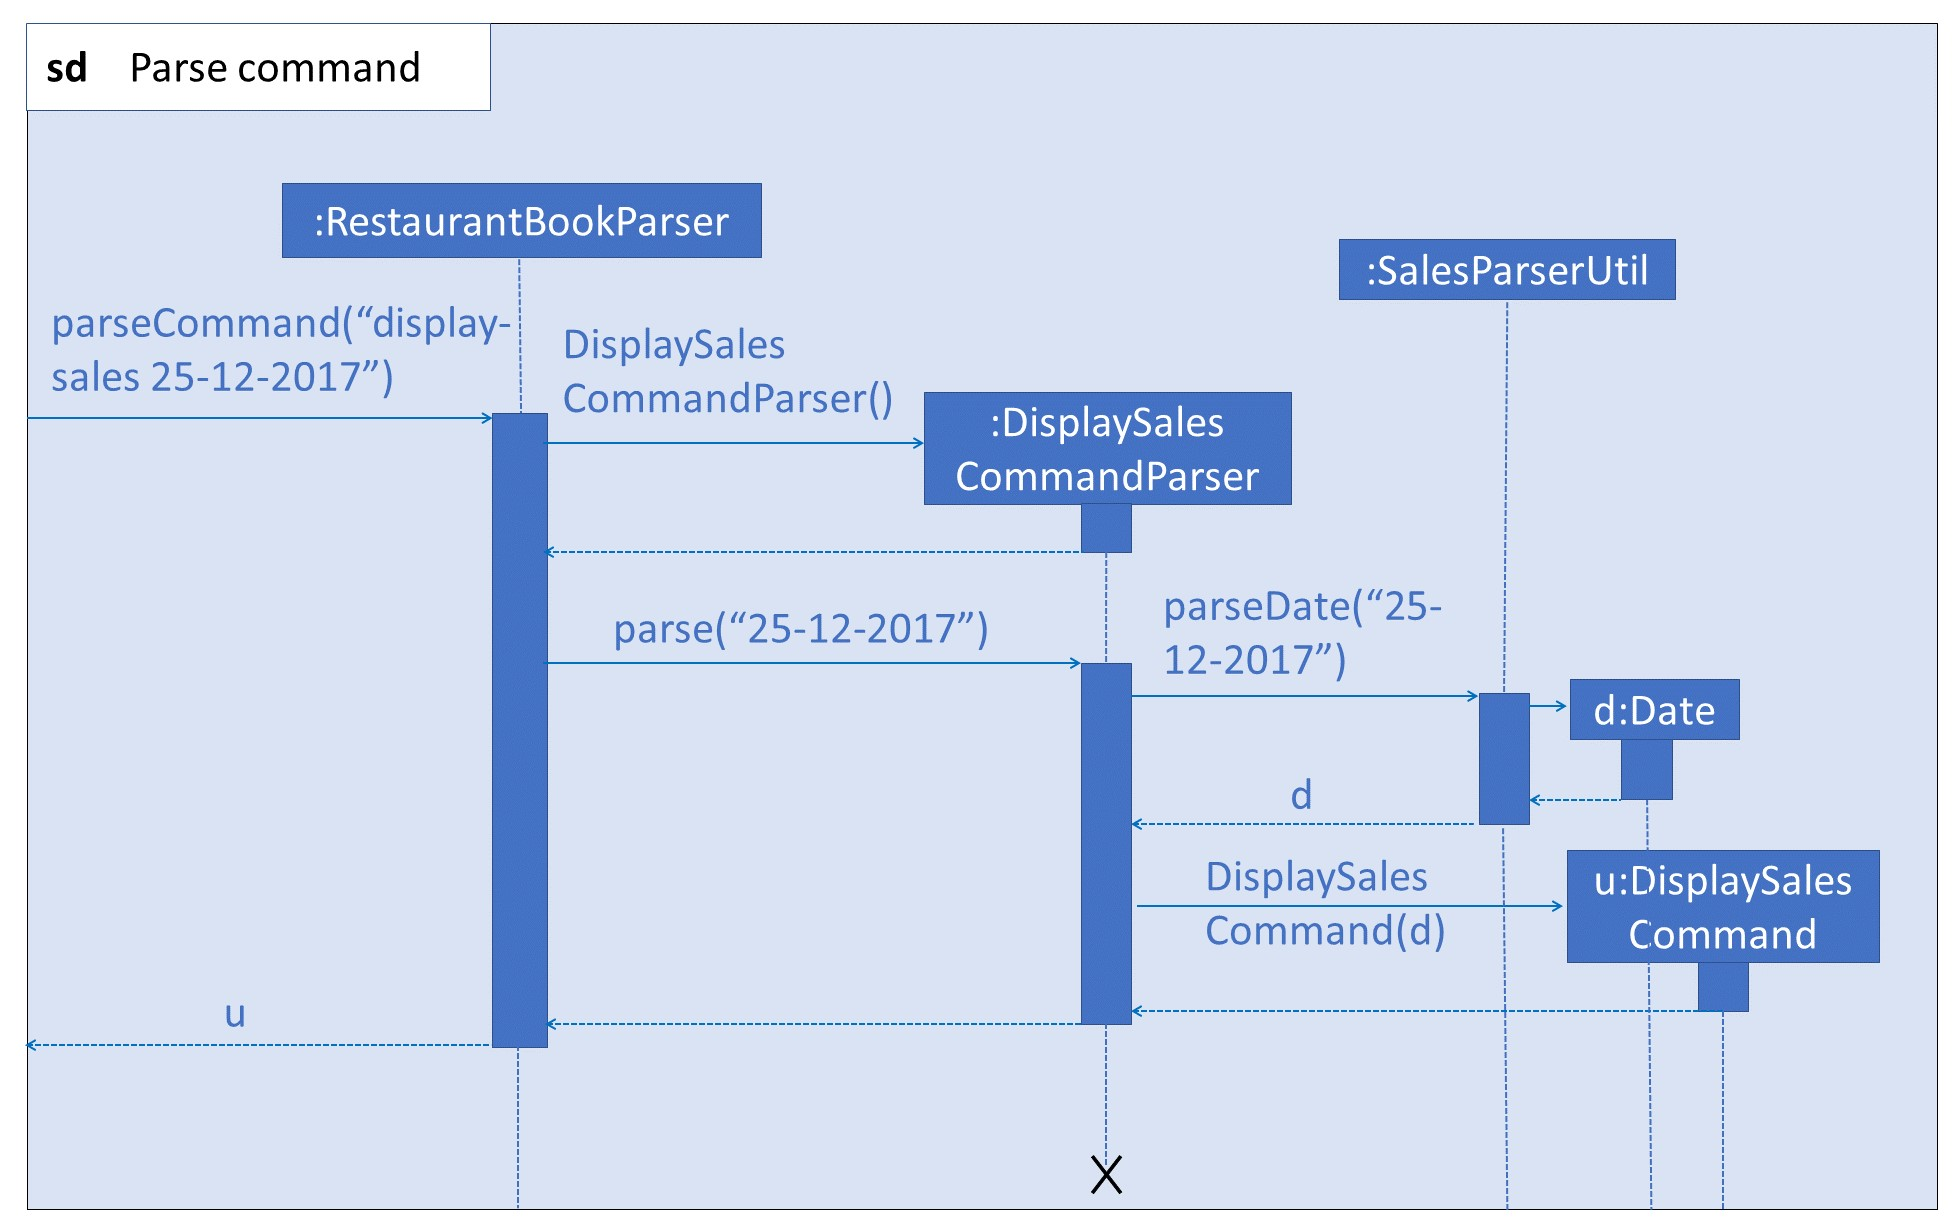 sd Parse command
:RestaurantBookParser
:SalesParserUtil
parseCommand(“display-
sales 25-12-2017”)
DisplaySales
CommandParser()
:DisplaySales
CommandParser
parse(“25-12-2017”)
parseDate(“25-
12-2017”)
d:Date
d
DisplaySales
Command(d)
u:DisplaySales
Command
u